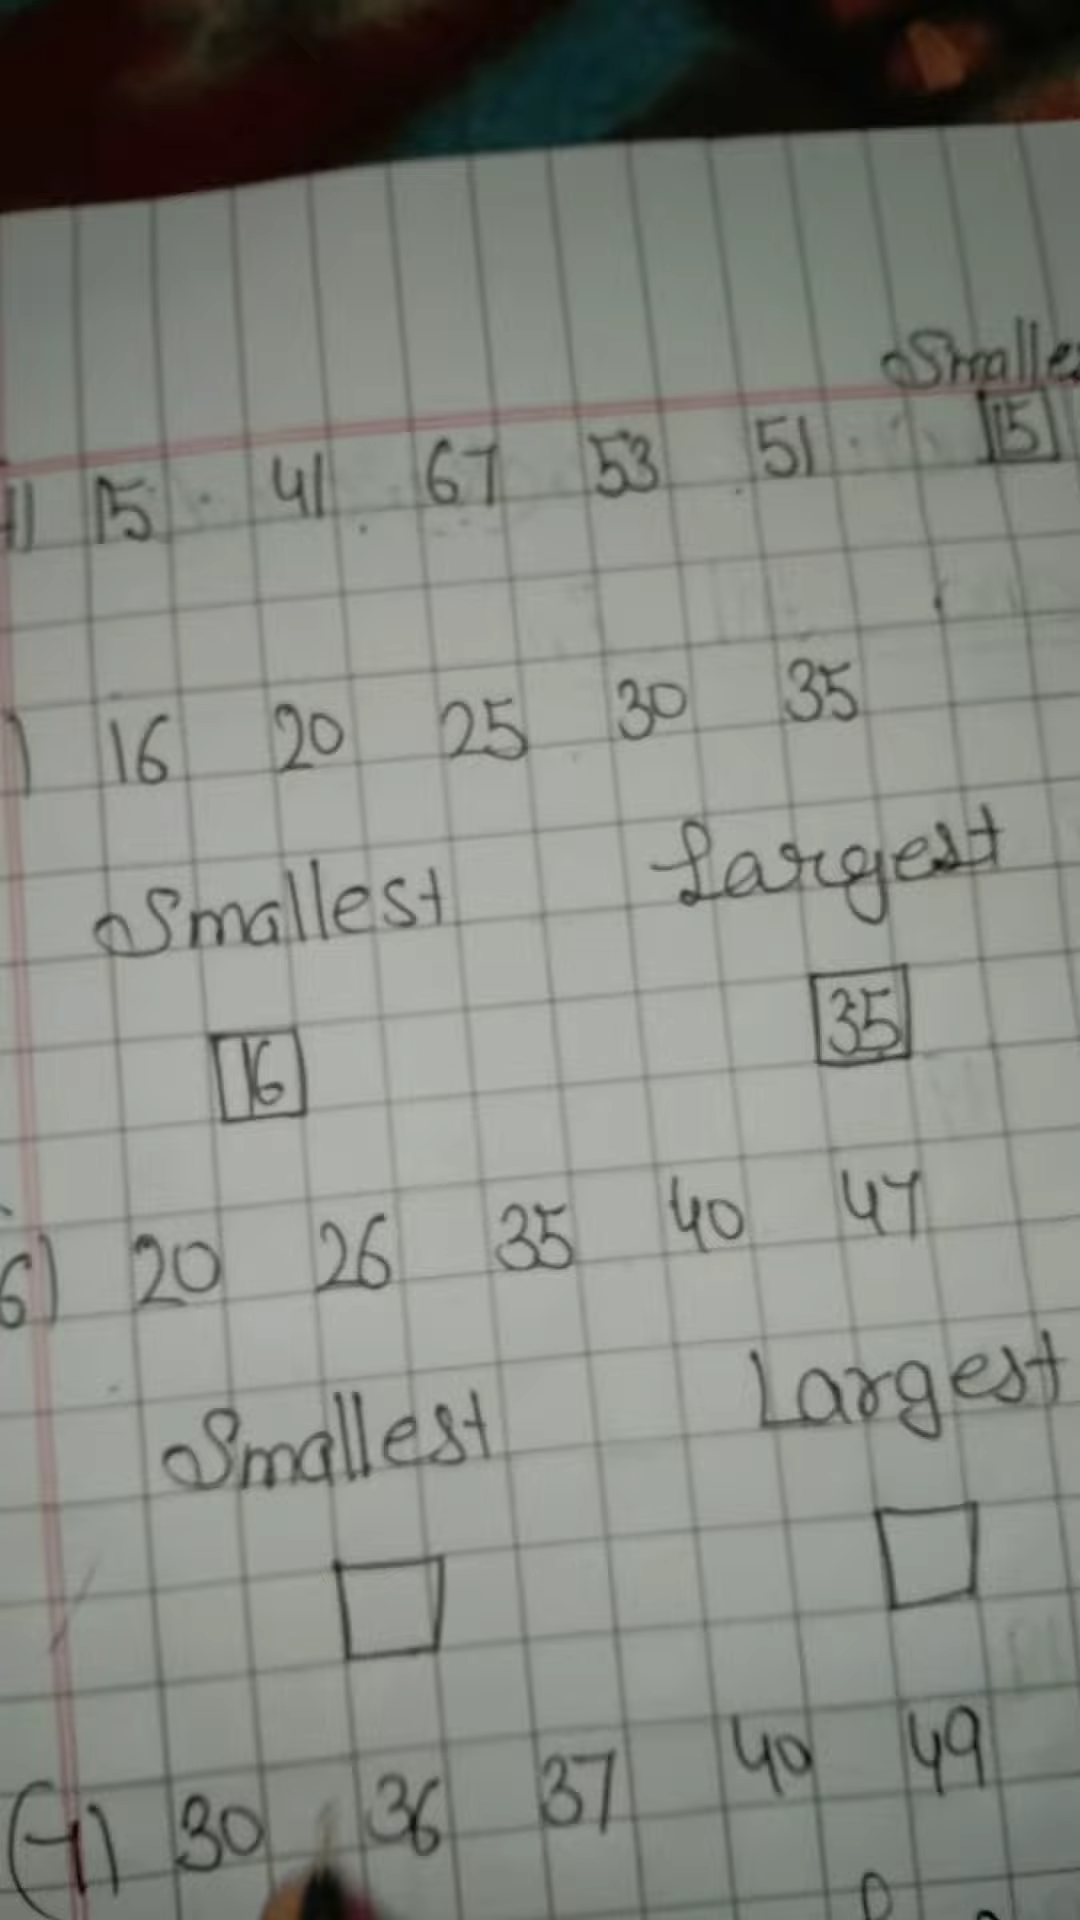 Smalles
4) 15 41 67 53 51 15
) 16 20 25 30 35
Smallest Largest
16 35
6) 20 26 35 40 47
Smallest Largest
7) 30 36 37 40 49